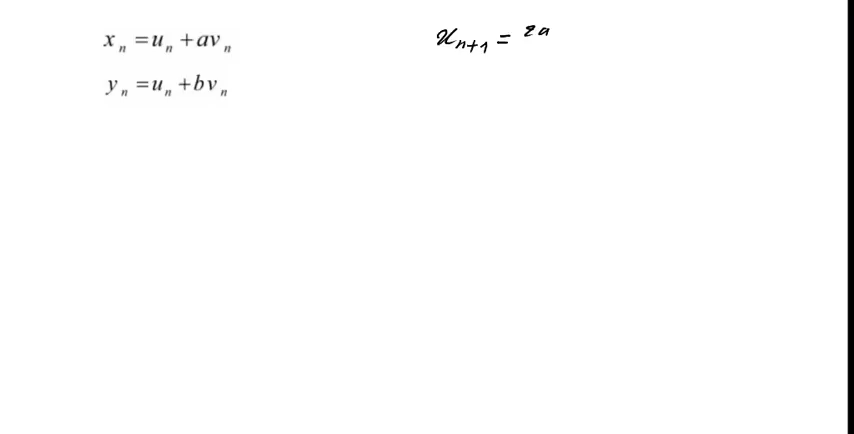 x_n = u_n + av_n
y_n = u_n + bv_n
x_{n+1} = 2a